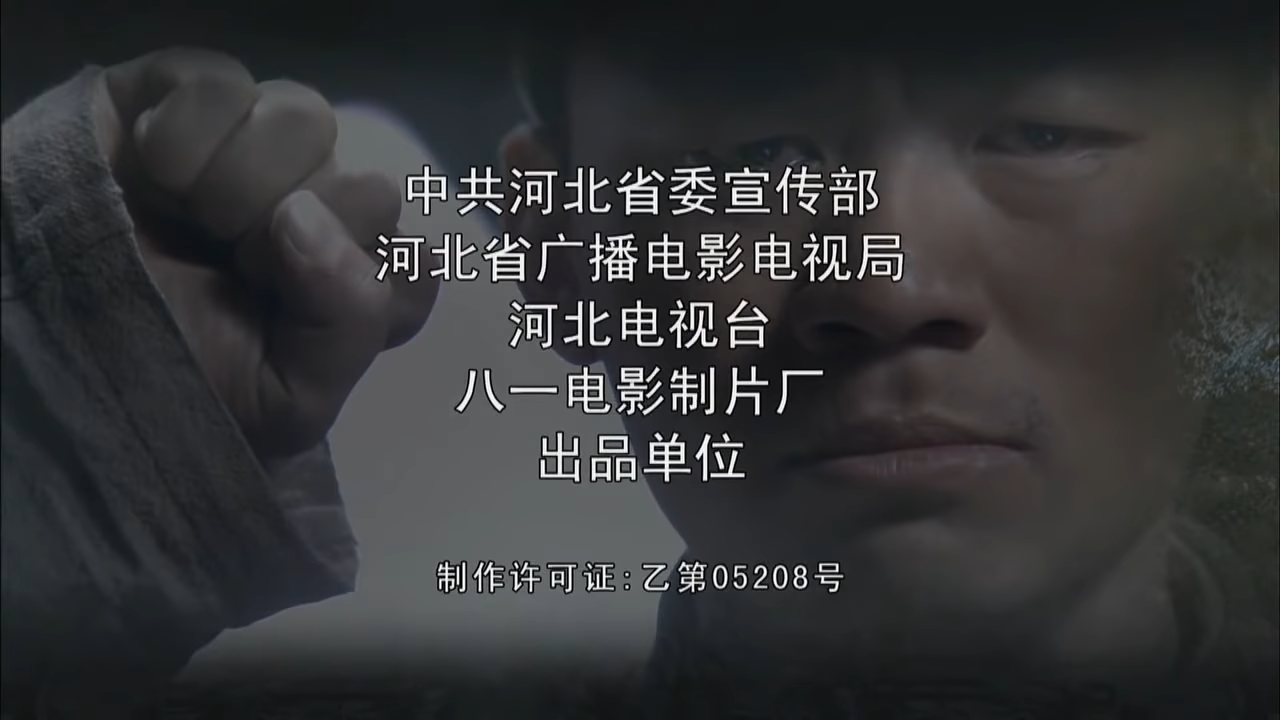 中共河北省委宣传部
河北省广播电影电视局
河北电视台
八一电影制片厂
出品单位
制作许可证:乙第05208号